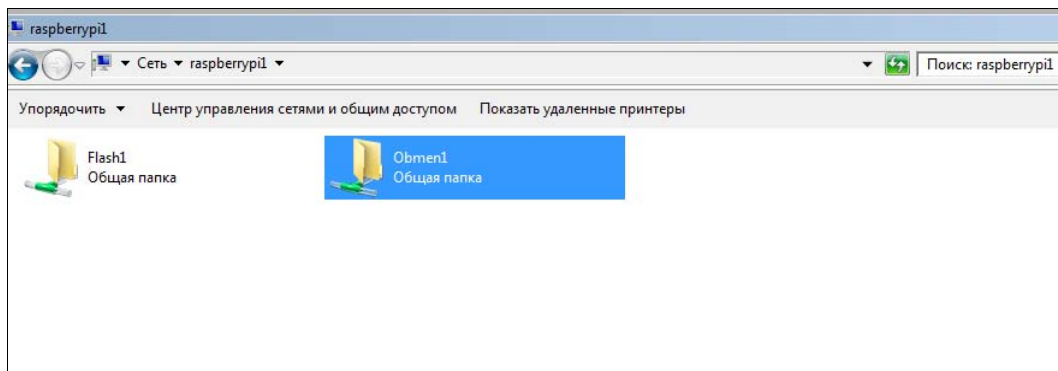 raspberrypi1
Сеть raspberrypi1 Поиск: raspberrypi1
Упорядочить Центр управления сетями и общим доступом Показать удаленные принтеры
Flash1
Общая папка
Obmen1
Общая папка